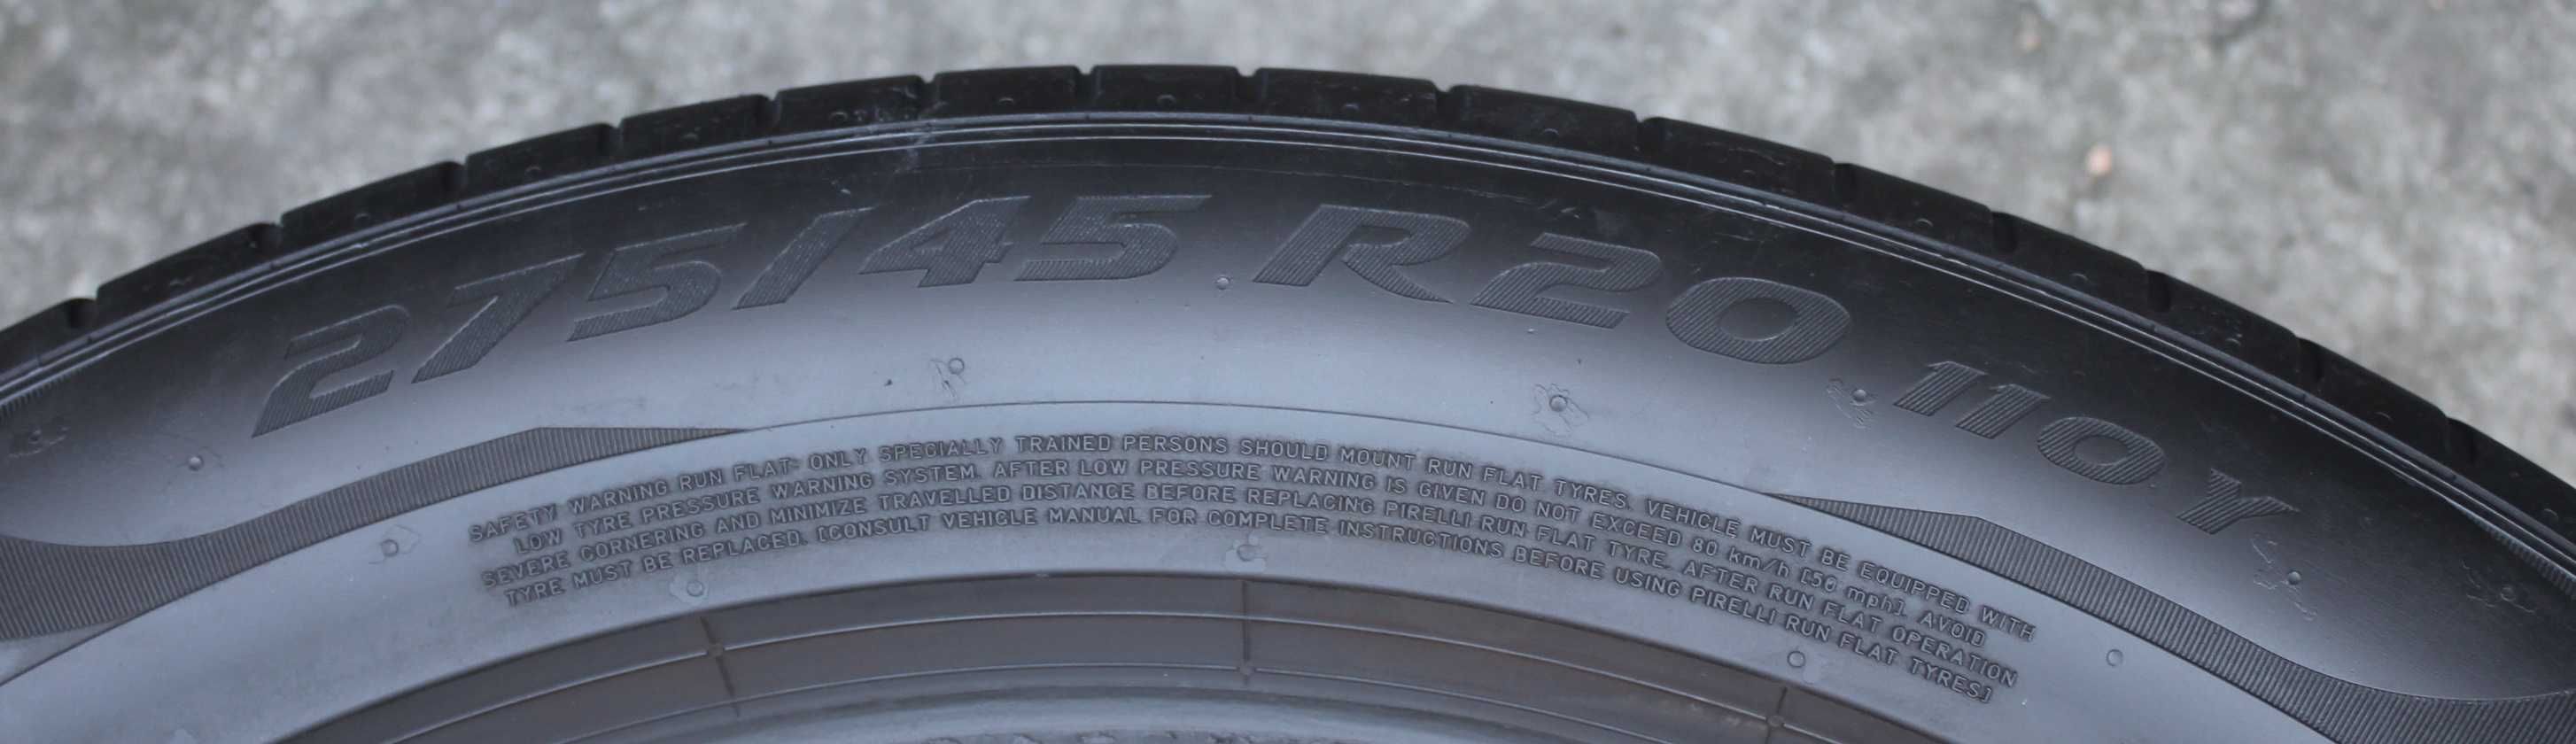 275/45 R20 110Y
SAFETY WARNING RUN FLAT- ONLY SPECIALLY TRAINED PERSONS SHOULD MOUNT RUN FLAT TYRES. VEHICLE MUST BE EQUIPPED WITH
LOW TYRE PRESSURE WARNING SYSTEM. AFTER LOW PRESSURE WARNING IS GIVEN DO NOT EXCEED 80 km/h [50 mph]. AVOID
SEVERE CORNERING AND MINIMIZE TRAVELLED DISTANCE BEFORE REPLACING PIRELLI RUN FLAT TYRE. AFTER RUN FLAT OPERATION
TYRE MUST BE REPLACED. [CONSULT VEHICLE MANUAL FOR COMPLETE INSTRUCTIONS BEFORE USING PIRELLI RUN FLAT TYRES]